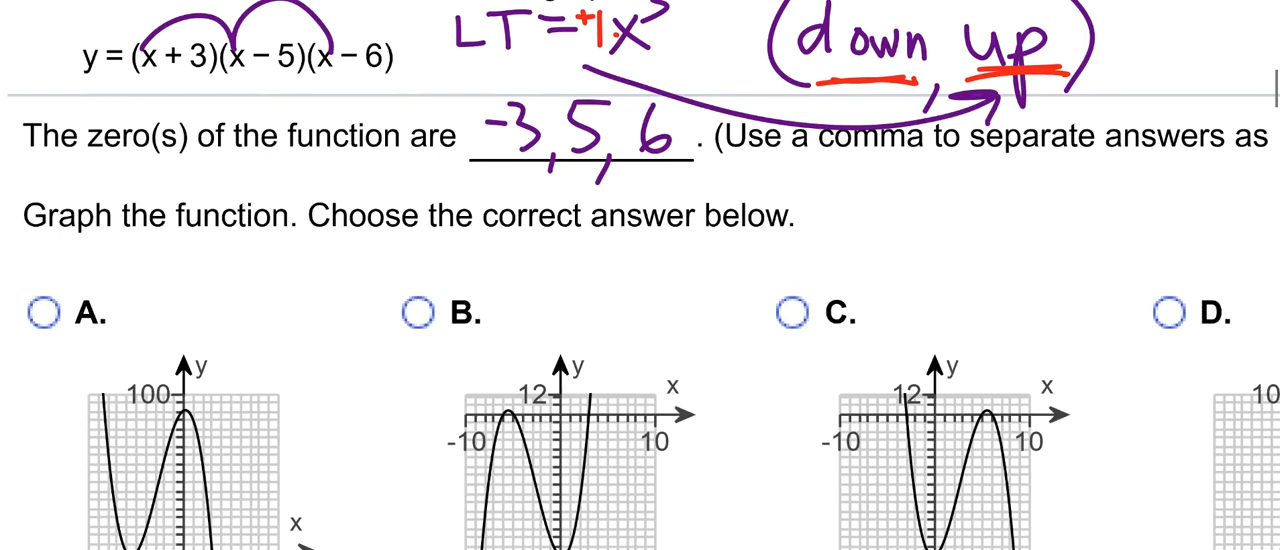 LT = +1x³ (down, up)
y = (x + 3)(x − 5)(x − 6)
The zero(s) of the function are -3, 5, 6. (Use a comma to separate answers as
Graph the function. Choose the correct answer below.
A. B. C. D.
y y y
100 12 x 12 x 10
-10 10 -10 10
x